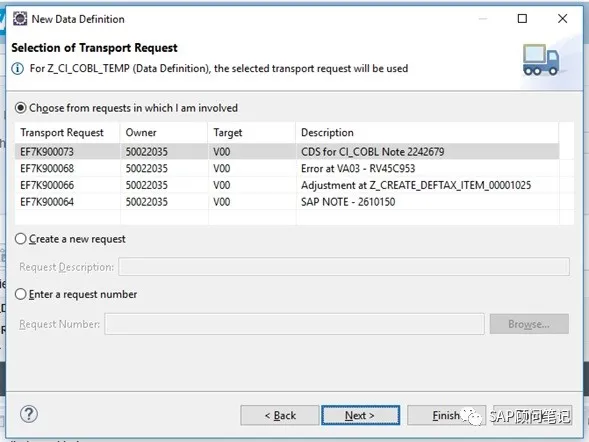 New Data Definition
Selection of Transport Request
For Z_CI_COBL_TEMP (Data Definition), the selected transport request will be used
Choose from requests in which I am involved
Transport Request Owner Target Description
EF7K900073 50022035 V00 CDS for CI_COBL Note 2242679
EF7K900068 50022035 V00 Error at VA03 - RV45C953
EF7K900066 50022035 V00 Adjustment at Z_CREATE_DEFTAX_ITEM_00001025
EF7K900064 50022035 V00 SAP NOTE - 2610150
Create a new request
Request Description:
Enter a request number
Request Number: Browse...
< Back Next > Finish
SAP顾问笔记